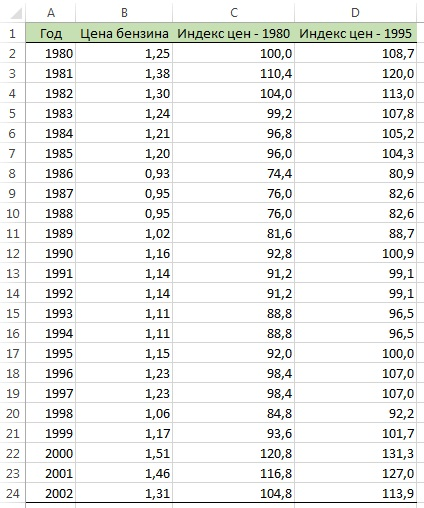 A B C D
1 Год Цена бензина Индекс цен - 1980 Индекс цен - 1995
2 1980 1,25 100,0 108,7
3 1981 1,38 110,4 120,0
4 1982 1,30 104,0 113,0
5 1983 1,24 99,2 107,8
6 1984 1,21 96,8 105,2
7 1985 1,20 96,0 104,3
8 1986 0,93 74,4 80,9
9 1987 0,95 76,0 82,6
10 1988 0,95 76,0 82,6
11 1989 1,02 81,6 88,7
12 1990 1,16 92,8 100,9
13 1991 1,14 91,2 99,1
14 1992 1,14 91,2 99,1
15 1993 1,11 88,8 96,5
16 1994 1,11 88,8 96,5
17 1995 1,15 92,0 100,0
18 1996 1,23 98,4 107,0
19 1997 1,23 98,4 107,0
20 1998 1,06 84,8 92,2
21 1999 1,17 93,6 101,7
22 2000 1,51 120,8 131,3
23 2001 1,46 116,8 127,0
24 2002 1,31 104,8 113,9